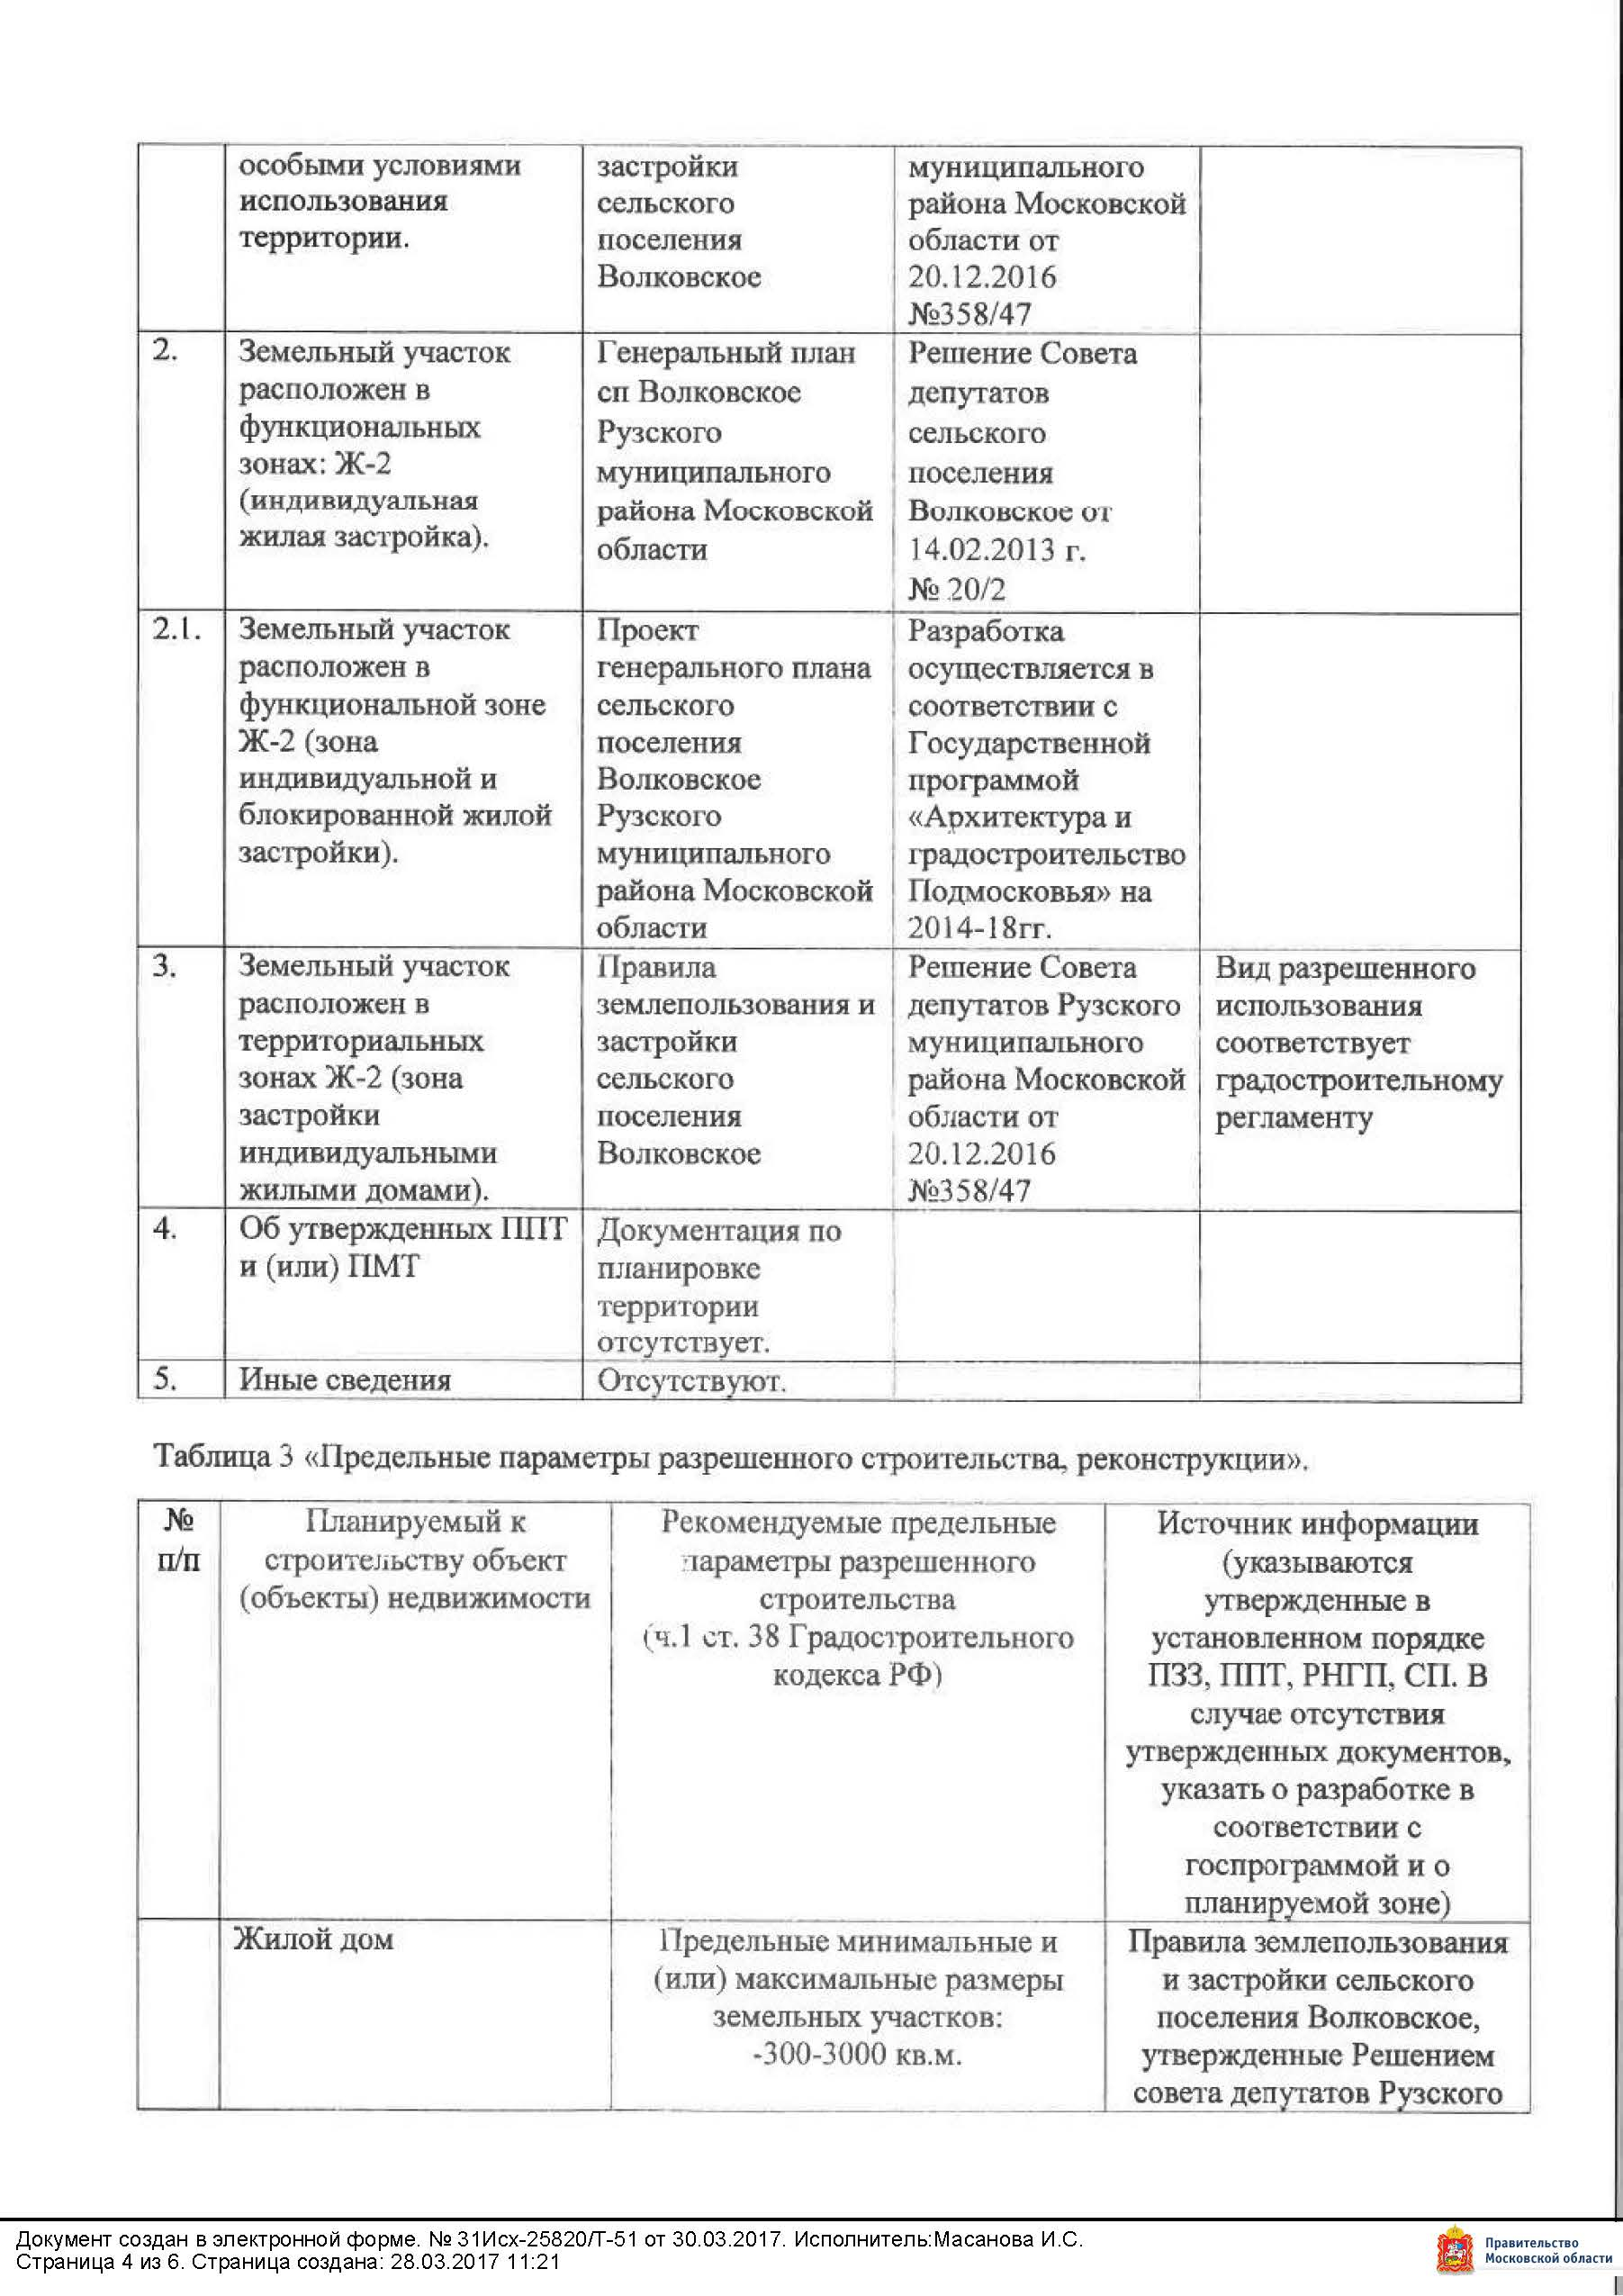 особыми условиями
использования
территории.
застройки
сельского
поселения
Волковское
муниципального
района Московской
области от
20.12.2016
№358/47
2.
Земельный участок
расположен в
функциональных
зонах: Ж-2
(индивидуальная
жилая застройка).
Генеральный план
сп Волковское
Рузского
муниципального
района Московской
области
Решение Совета
депутатов
сельского
поселения
Волковское от
14.02.2013 г.
№ 20/2
2.1.
Земельный участок
расположен в
функциональной зоне
Ж-2 (зона
индивидуальной и
блокированной жилой
застройки).
Проект
генерального плана
сельского
поселения
Волковское
Рузского
муниципального
района Московской
области
Разработка
осуществляется в
соответствии с
Государственной
программой
«Архитектура и
градостроительство
Подмосковья» на
2014-18гг.
3.
Земельный участок
расположен в
территориальных
зонах Ж-2 (зона
застройки
индивидуальными
жилыми домами).
Правила
землепользования и
застройки
сельского
поселения
Волковское
Решение Совета
депутатов Рузского
муниципального
района Московской
области от
20.12.2016
№358/47
Вид разрешенного
использования
соответствует
градостроительному
регламенту
4.
Об утвержденных ППТ
и (или) ПМТ
Документация по
планировке
территории
отсутствует.
5.
Иные сведения
Отсутствуют.
Таблица 3 «Предельные параметры разрешенного строительства, реконструкции».
№
п/п
Планируемый к
строительству объект
(объекты) недвижимости
Рекомендуемые предельные
параметры разрешенного
строительства
(ч.1 ст. 38 Градостроительного
кодекса РФ)
Источник информации
(указываются
утвержденные в
установленном порядке
ПЗЗ, ППТ, РНГП, СП. В
случае отсутствия
утвержденных документов,
указать о разработке в
соответствии с
госпрограммой и о
планируемой зоне)
Жилой дом
Предельные минимальные и
(или) максимальные размеры
земельных участков:
-300-3000 кв.м.
Правила землепользования
и застройки сельского
поселения Волковское,
утвержденные Решением
совета депутатов Рузского
Документ создан в электронной форме. № 31Исх-25820/Т-51 от 30.03.2017. Исполнитель:Масанова И.С.
Страница 4 из 6. Страница создана: 28.03.2017 11:21
Правительство
Московской области